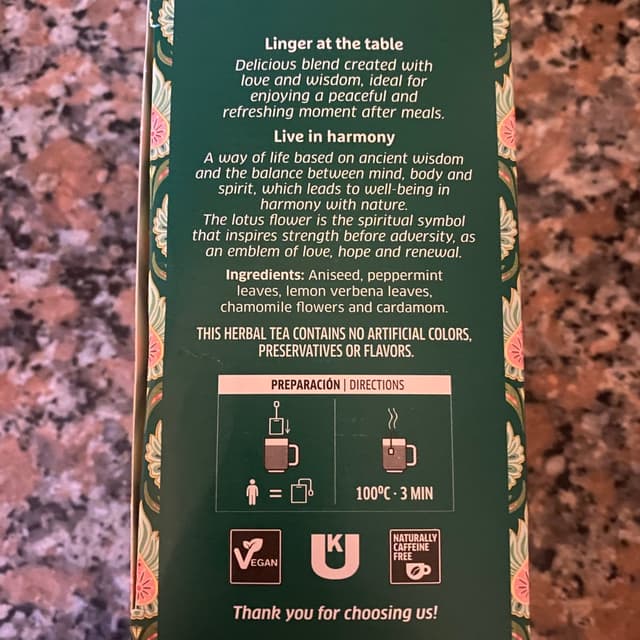 Linger at the table
Delicious blend created with
love and wisdom, ideal for
enjoying a peaceful and
refreshing moment after meals.
Live in harmony
A way of life based on ancient wisdom
and the balance between mind, body and
spirit, which leads to well-being in
harmony with nature.
The lotus flower is the spiritual symbol
that inspires strength before adversity, as
an emblem of love, hope and renewal.
Ingredients: Aniseed, peppermint
leaves, lemon verbena leaves,
chamomile flowers and cardamom.
THIS HERBAL TEA CONTAINS NO ARTIFICIAL COLORS,
PRESERVATIVES OR FLAVORS.
PREPARACIÓN | DIRECTIONS
=
100ºC · 3 MIN
VEGAN
UK
NATURALLY
CAFFEINE
FREE
Thank you for choosing us!